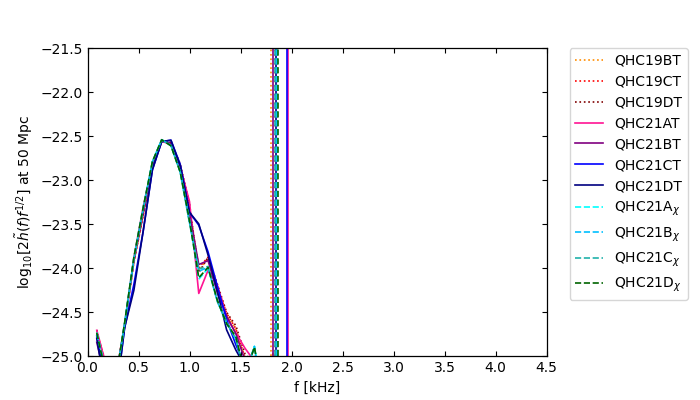 −21.5
−22.0
−22.5
−23.0
−23.5
−24.0
−24.5
−25.0
log₁₀[2h̃(f)f^{1/2}] at 50 Mpc
0.0 0.5 1.0 1.5 2.0 2.5 3.0 3.5 4.0 4.5
f [kHz]
QHC19BT
QHC19CT
QHC19DT
QHC21AT
QHC21BT
QHC21CT
QHC21DT
QHC21Aᵪ
QHC21Bᵪ
QHC21Cᵪ
QHC21Dᵪ